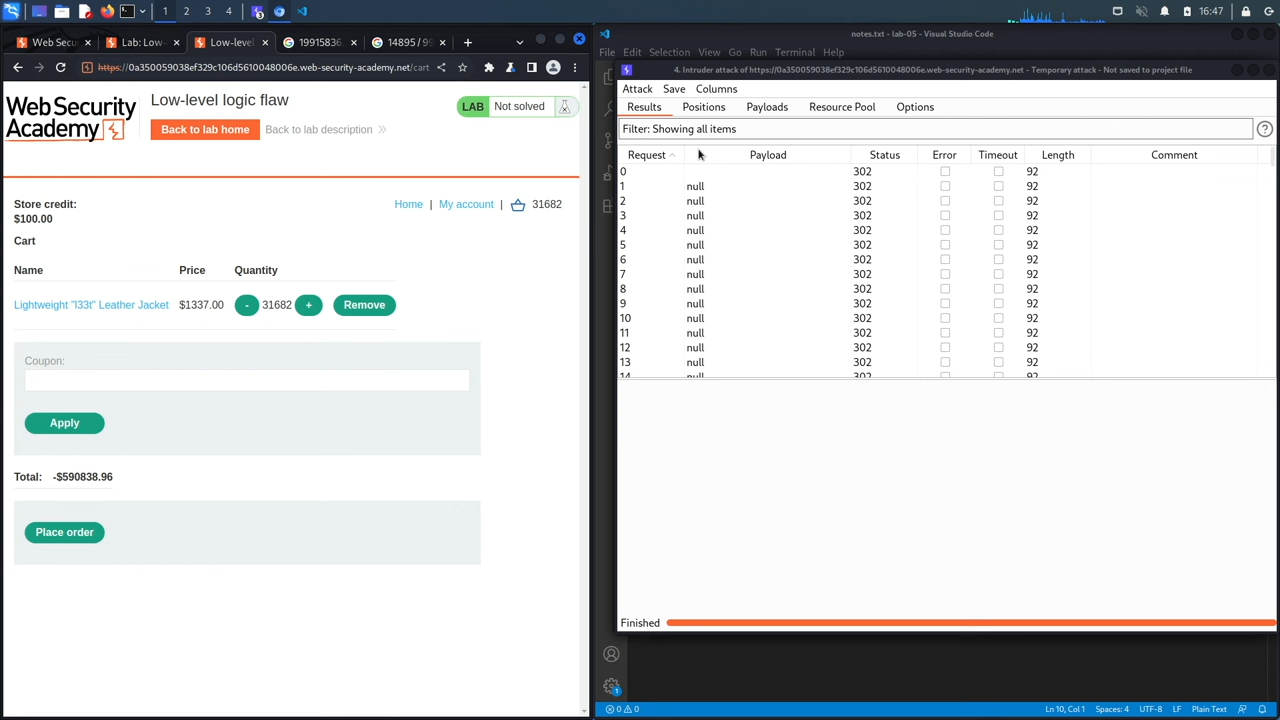 1 2 3 4 3 16:47
Web Secu
Lab: Low-
Low-level
19915836
14895 / 99
notes.txt - lab-05 - Visual Studio Code
File Edit Selection View Go Run Terminal Help
https://0a350059038ef329c106d5610048006e.web-security-academy.net/cart
4. Intruder attack of https://0a350059038ef329c106d5610048006e.web-security-academy.net - Temporary attack - Not saved to project file
Attack Save Columns
Results Positions Payloads Resource Pool Options
Filter: Showing all items
?
Request Payload Status Error Timeout Length Comment
0 302 92
1 null 302 92
2 null 302 92
3 null 302 92
4 null 302 92
5 null 302 92
6 null 302 92
7 null 302 92
8 null 302 92
9 null 302 92
10 null 302 92
11 null 302 92
12 null 302 92
13 null 302 92
14 null 302 92
Finished
Web Security
Academy
Low-level logic flaw
Back to lab home
Back to lab description
LAB Not solved
Store credit:
$100.00
Home | My account | 31682
Cart
Name Price Quantity
Lightweight "l33t" Leather Jacket $1337.00 - 31682 + Remove
Coupon:
Apply
Total: -$590838.96
Place order
1
0 0 Ln 10, Col 1 Spaces: 4 UTF-8 LF Plain Text